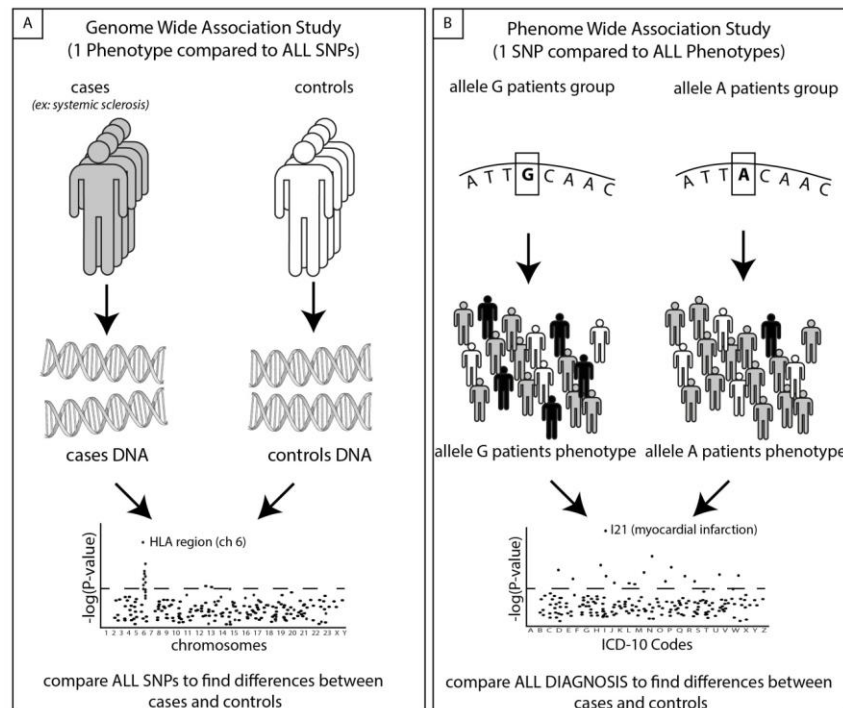 A
Genome Wide Association Study
(1 Phenotype compared to ALL SNPs)
cases
(ex: systemic sclerosis)
controls
cases DNA
controls DNA
-log(P-value)
HLA region (ch 6)
1 2 3 4 5 6 7 8 9 10 11 12 13 14 15 16 17 18 19 20 21 22 23 X Y
chromosomes
compare ALL SNPs to find differences between
cases and controls
B
Phenome Wide Association Study
(1 SNP compared to ALL Phenotypes)
allele G patients group
allele A patients group
A T T G C A A C
A T T A C A A C
allele G patients phenotype
allele A patients phenotype
-log(P-value)
I21 (myocardial infarction)
A B C D E F G H I J K L M N O P Q R S T U V W X Y Z
ICD-10 Codes
compare ALL DIAGNOSIS to find differences between
cases and controls